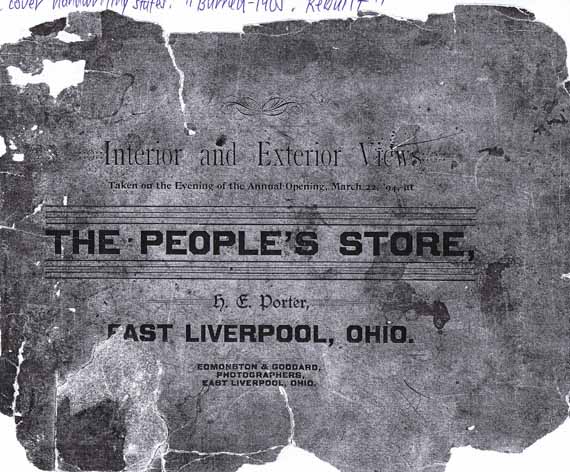 cover handwriting states: "Burned-1905. Rebuilt"
Interior and Exterior Views
Taken on the Evening of the Annual Opening, March 22, '94, at
THE PEOPLE'S STORE,
H. E. Porter,
EAST LIVERPOOL, OHIO.
EDMONSTON & GODDARD,
PHOTOGRAPHERS,
EAST LIVERPOOL, OHIO.